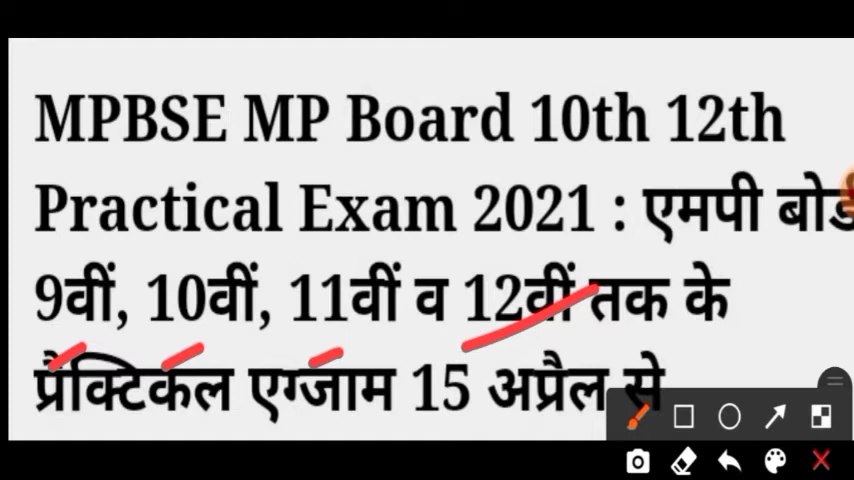 MPBSE MP Board 10th 12th
Practical Exam 2021 : एमपी बोर्ड
9वीं, 10वीं, 11वीं व 12वीं तक के
प्रैक्टिकल एग्जाम 15 अप्रैल से